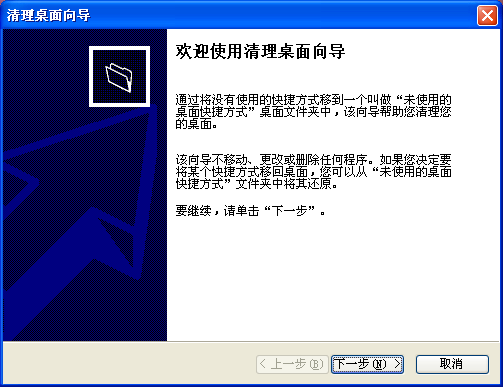 清理桌面向导
欢迎使用清理桌面向导
通过将没有使用的快捷方式移到一个叫做“未使用的
桌面快捷方式”桌面文件夹中，该向导帮助您清理您
的桌面。
该向导不移动、更改或删除任何程序。如果您决定要
将某个快捷方式移回桌面，您可以从“未使用的桌面
快捷方式”文件夹中将其还原。
要继续，请单击“下一步”。
< 上一步(B) 下一步(N) > 取消